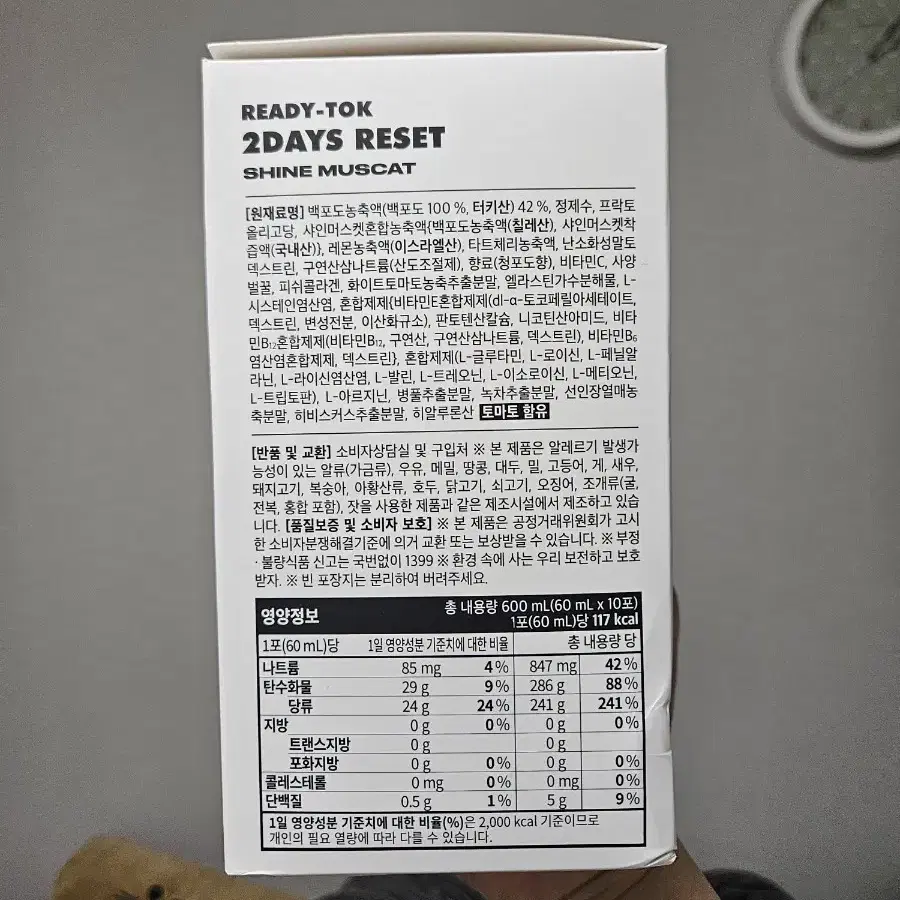 READY-TOK
2DAYS RESET
SHINE MUSCAT
[원재료명] 백포도농축액(백포도 100 %, 터키산) 42 %, 정제수, 프락토
올리고당, 샤인머스켓혼합농축액{백포도농축액(칠레산), 샤인머스켓착
즙액(국내산)}, 레몬농축액(이스라엘산), 타트체리농축액, 난소화성말토
덱스트린, 구연산삼나트륨(산도조절제), 향료(청포도향), 비타민C, 사양
벌꿀, 피쉬콜라겐, 화이트토마토농축추출분말, 엘라스틴가수분해물, L-
시스테인염산염, 혼합제제{비타민E혼합제제(dl-α-토코페릴아세테이트,
덱스트린, 변성전분, 이산화규소), 판토텐산칼슘, 니코틴산아미드, 비타
민B₁₂혼합제제(비타민B₁₂, 구연산, 구연산삼나트륨, 덱스트린), 비타민B₆
염산염혼합제제, 덱스트린}, 혼합제제(L-글루타민, L-로이신, L-페닐알
라닌, L-라이신염산염, L-발린, L-트레오닌, L-이소로이신, L-메티오닌,
L-트립토판), L-아르지닌, 병풀추출분말, 녹차추출분말, 선인장열매농
축분말, 히비스커스추출분말, 히알루론산 토마토 함유
[반품 및 교환] 소비자상담실 및 구입처 ※ 본 제품은 알레르기 발생가
능성이 있는 알류(가금류), 우유, 메밀, 땅콩, 대두, 밀, 고등어, 게, 새우,
돼지고기, 복숭아, 아황산류, 호두, 닭고기, 쇠고기, 오징어, 조개류(굴,
전복, 홍합 포함), 잣을 사용한 제품과 같은 제조시설에서 제조하고 있습
니다. [품질보증 및 소비자 보호] ※ 본 제품은 공정거래위원회가 고시
한 소비자분쟁해결기준에 의거 교환 또는 보상받을 수 있습니다. ※ 부정
· 불량식품 신고는 국번없이 1399 ※ 환경 속에 사는 우리 보전하고 보호
받자. ※ 빈 포장지는 분리하여 버려주세요.
영양정보 총 내용량 600 mL(60 mL x 10포)
1포(60 mL)당 117 kcal
1포(60 mL)당 1일 영양성분 기준치에 대한 비율 총 내용량 당
나트륨 85 mg 4 % 847 mg 42 %
탄수화물 29 g 9 % 286 g 88 %
당류 24 g 24 % 241 g 241 %
지방 0 g 0 % 0 g 0 %
트랜스지방 0 g 0 g
포화지방 0 g 0 % 0 g 0 %
콜레스테롤 0 mg 0 % 0 mg 0 %
단백질 0.5 g 1 % 5 g 9 %
1일 영양성분 기준치에 대한 비율(%)은 2,000 kcal 기준이므로
개인의 필요 열량에 따라 다를 수 있습니다.